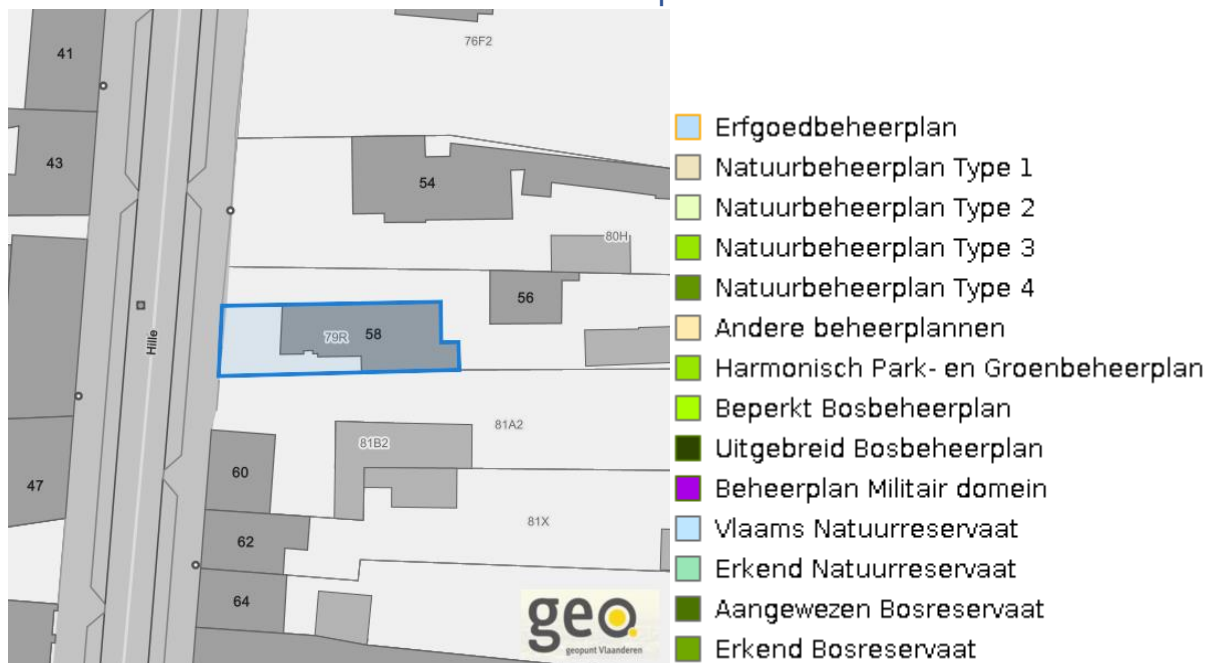 41
76F2
43
54
80H
56
Hille
79R
58
81A2
81B2
60
47
81X
62
64
geo
geopunt Vlaanderen
Erfgoedbeheerplan
Natuurbeheerplan Type 1
Natuurbeheerplan Type 2
Natuurbeheerplan Type 3
Natuurbeheerplan Type 4
Andere beheerplannen
Harmonisch Park- en Groenbeheerplan
Beperkt Bosbeheerplan
Uitgebreid Bosbeheerplan
Beheerplan Militair domein
Vlaams Natuurreservaat
Erkend Natuurreservaat
Aangewezen Bosreservaat
Erkend Bosreservaat